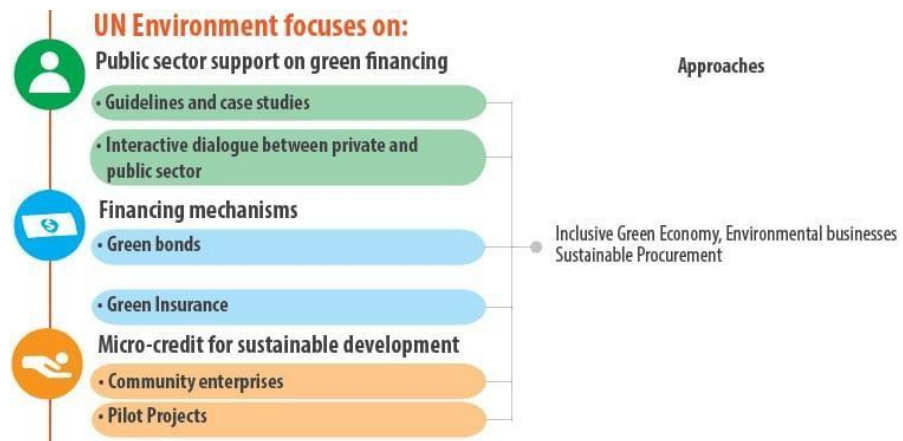 UN Environment focuses on:
Public sector support on green financing
Approaches
• Guidelines and case studies
• Interactive dialogue between private and
public sector
Financing mechanisms
• Green bonds
Inclusive Green Economy, Environmental businesses
Sustainable Procurement
• Green Insurance
Micro-credit for sustainable development
• Community enterprises
• Pilot Projects